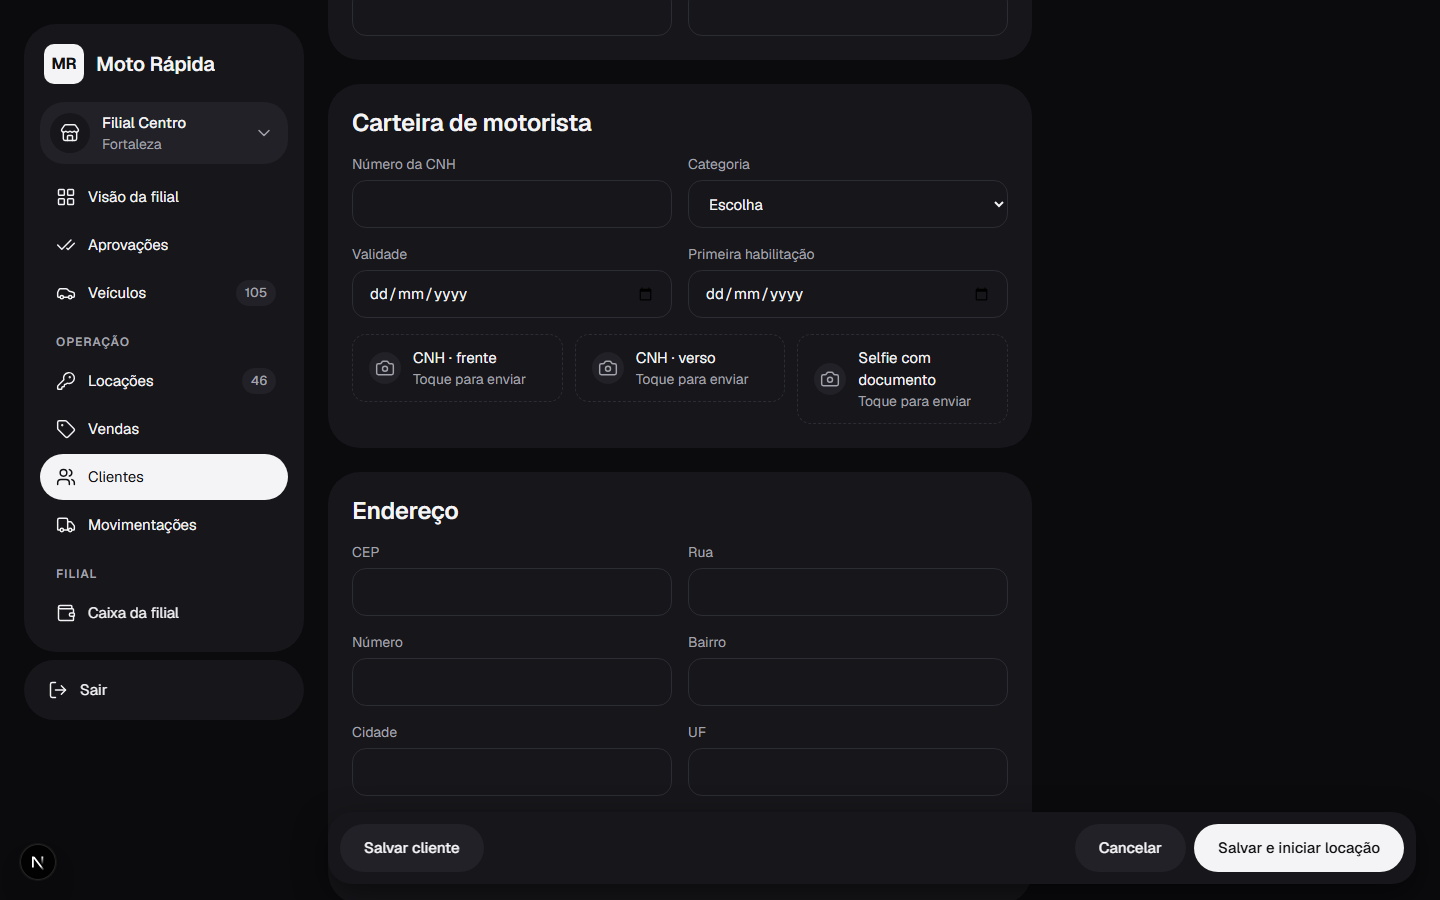 MR Moto Rápida
Filial Centro
Fortaleza
Visão da filial
Aprovações
Veículos 105
OPERAÇÃO
Locações 46
Vendas
Clientes
Movimentações
FILIAL
Caixa da filial
Sair
Carteira de motorista
Número da CNH Categoria
Escolha
Validade Primeira habilitação
dd/mm/yyyy dd/mm/yyyy
CNH · frente
Toque para enviar
CNH · verso
Toque para enviar
Selfie com
documento
Toque para enviar
Endereço
CEP Rua
Número Bairro
Cidade UF
Salvar cliente Cancelar Salvar e iniciar locação
N